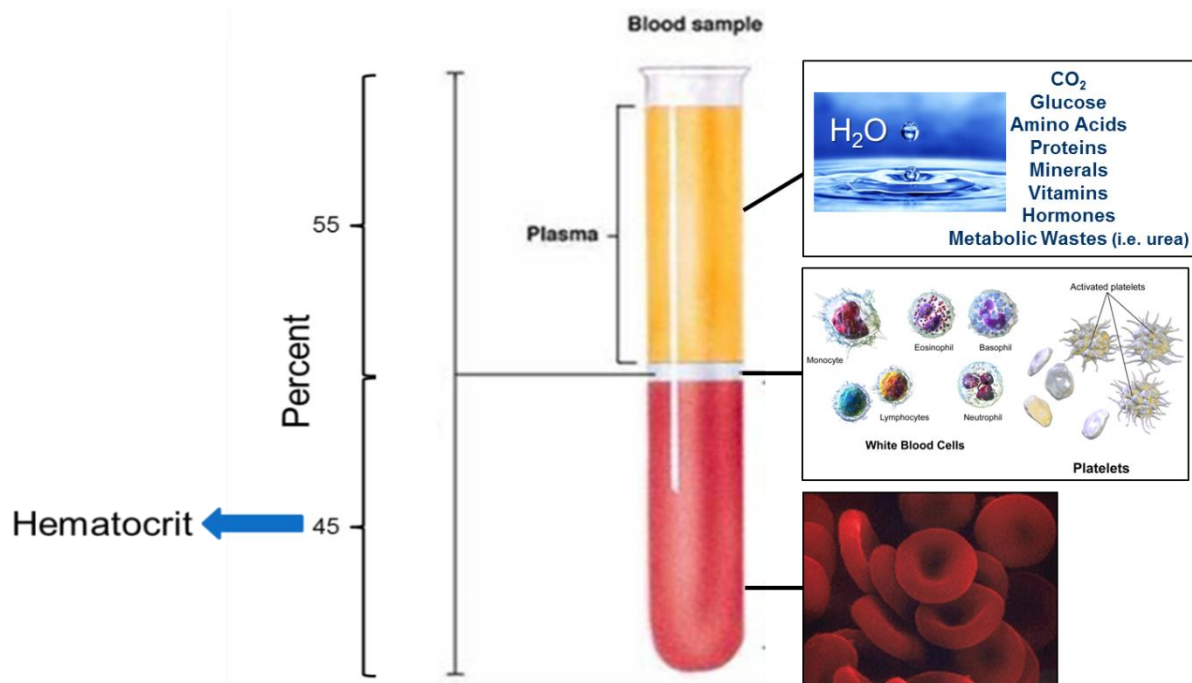 Blood sample
CO₂
Glucose
Amino Acids
Proteins
Minerals
Vitamins
Hormones
Metabolic Wastes (i.e. urea)
H₂O
55
Plasma
Percent
Activated platelets
Monocyte
Eosinophil
Basophil
Lymphocytes
Neutrophil
White Blood Cells
Platelets
Hematocrit
45